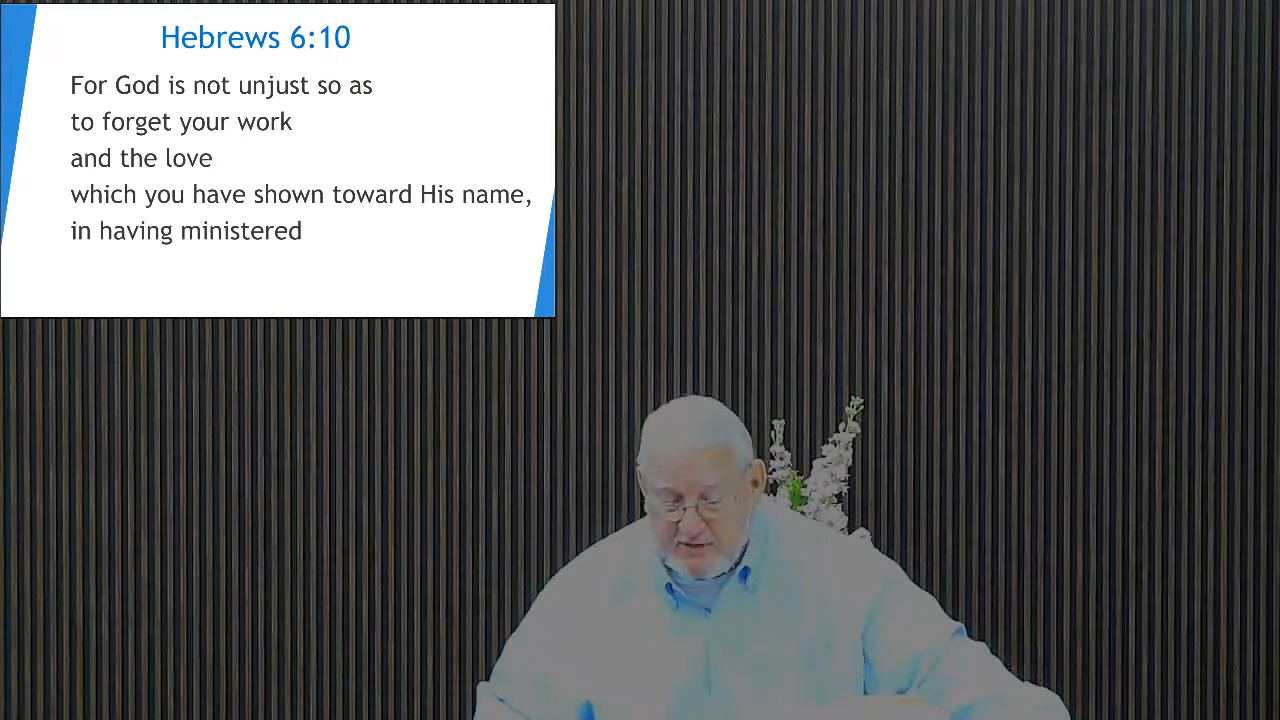 Hebrews 6:10
For God is not unjust so as
to forget your work
and the love
which you have shown toward His name,
in having ministered